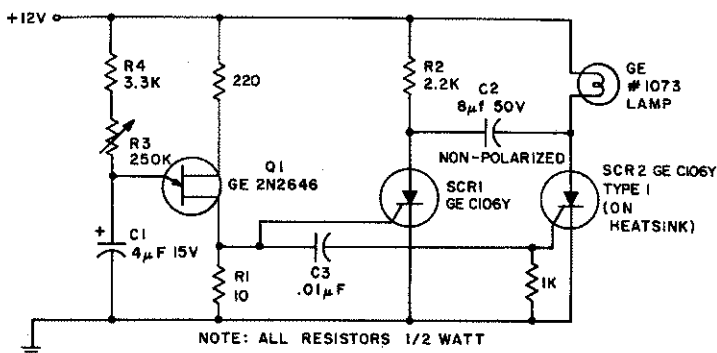 +12V
R4
3.3K
220
R2
2.2K
C2
8μf 50V
NON-POLARIZED
GE
#1073
LAMP
R3
250K
Q1
GE 2N2646
SCR1
GE C106Y
SCR2 GE C106Y
TYPE 1
(ON
HEATSINK)
+
C1
4μF 15V
R1
10
C3
.01μF
1K
NOTE: ALL RESISTORS 1/2 WATT